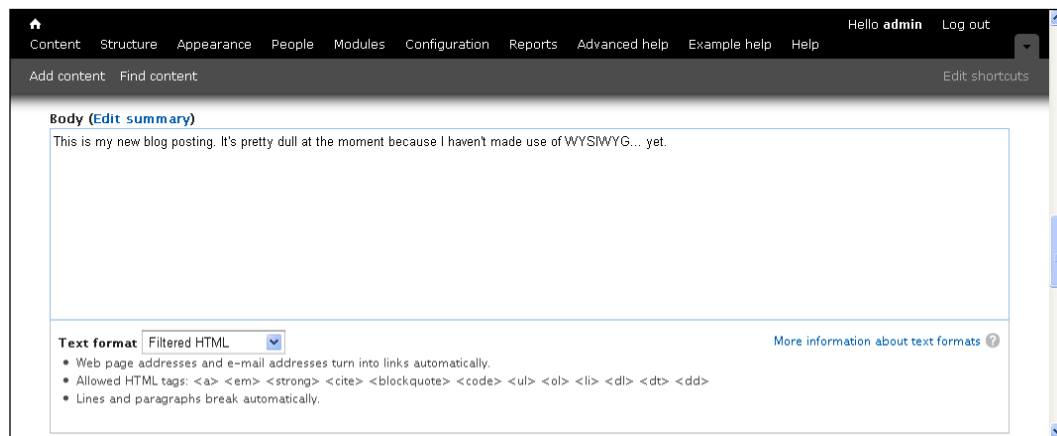 Hello admin Log out
Content Structure Appearance People Modules Configuration Reports Advanced help Example help Help
Add content Find content Edit shortcuts
Body (Edit summary)
This is my new blog posting. It's pretty dull at the moment because I haven't made use of WYSIWYG... yet.
Text format Filtered HTML More information about text formats ?
• Web page addresses and e-mail addresses turn into links automatically.
• Allowed HTML tags: <a> <em> <strong> <cite> <blockquote> <code> <ul> <ol> <li> <dl> <dt> <dd>
• Lines and paragraphs break automatically.